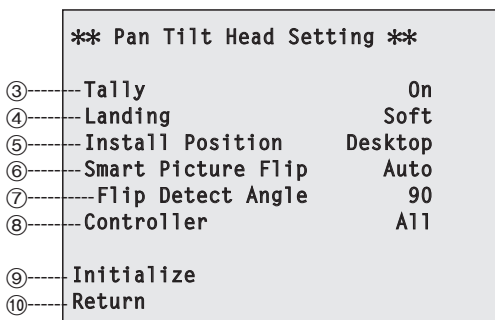 ** Pan Tilt Head Setting **
③------Tally On
④------Landing Soft
⑤------Install Position Desktop
⑥------Smart Picture Flip Auto
⑦--------Flip Detect Angle 90
⑧------Controller All
⑨-----Initialize
⑩-----Return